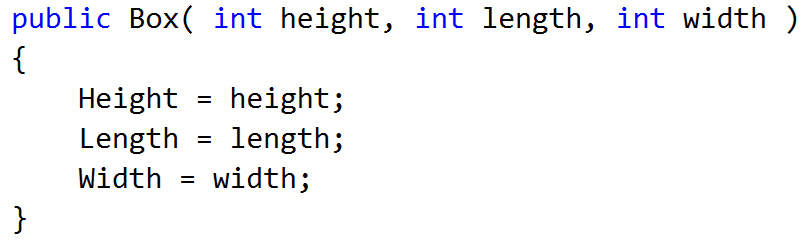 public Box( int height, int length, int width )
{
    Height = height;
    Length = length;
    Width = width;
}